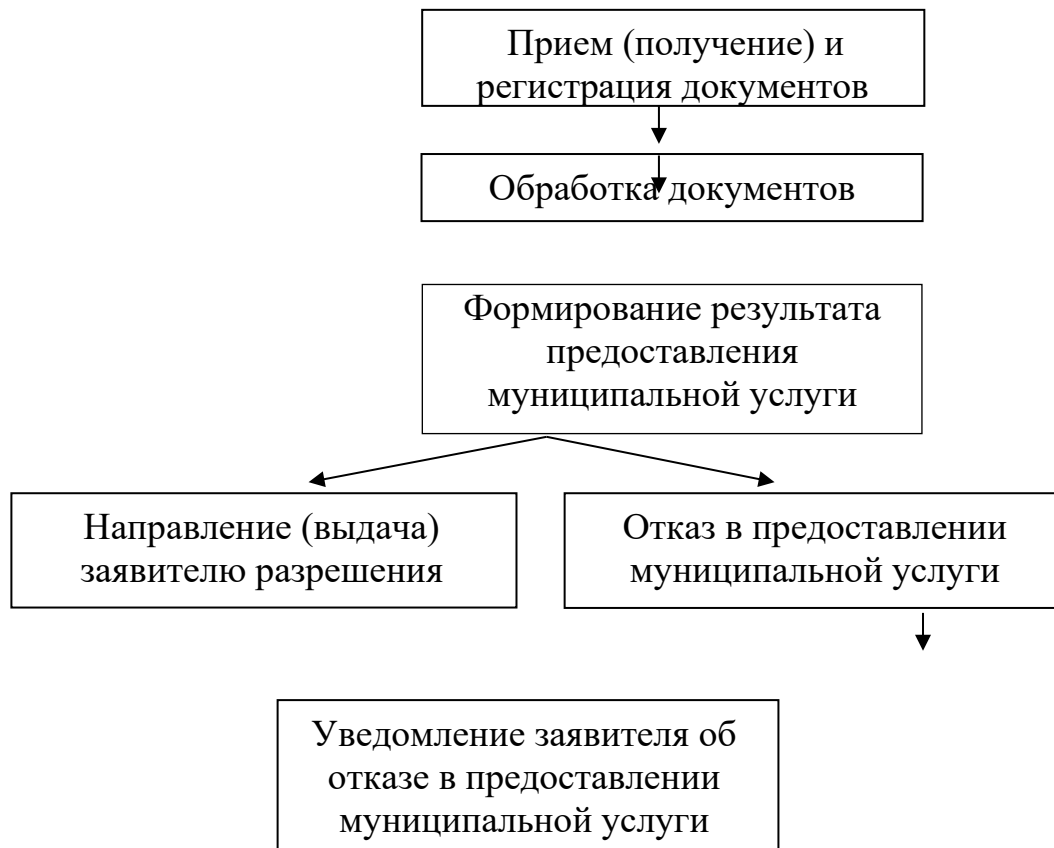 Прием (получение) и
регистрация документов
Обработка документов
Формирование результата
предоставления
муниципальной услуги
Направление (выдача)
заявителю разрешения
Отказ в предоставлении
муниципальной услуги
Уведомление заявителя об
отказе в предоставлении
муниципальной услуги